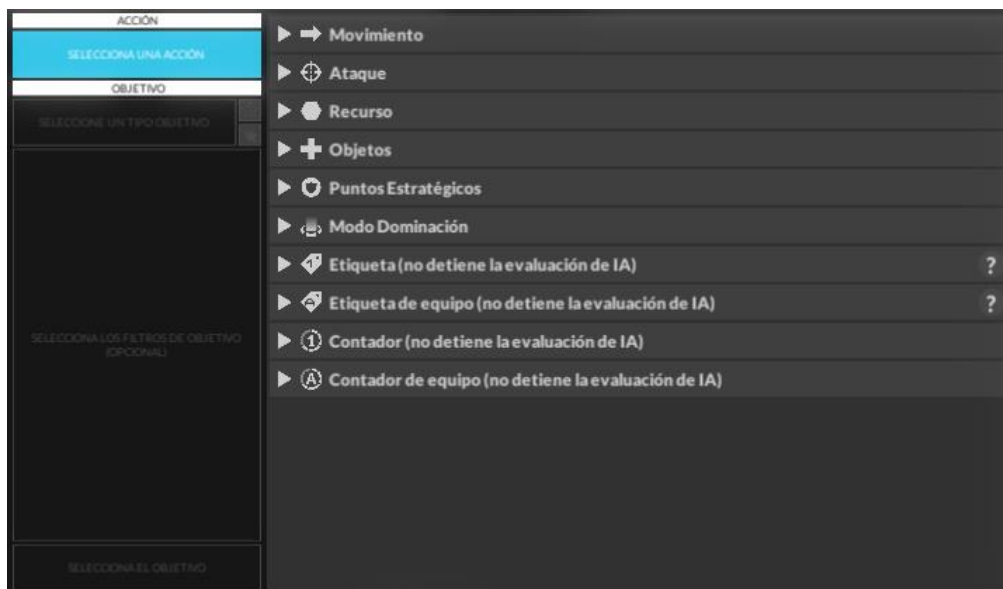 ACCIÓN
SELECCIONA UNA ACCIÓN
OBJETIVO
SELECCIONE UN TIPO OBJETIVO
SELECCIONA LOS FILTROS DE OBJETIVO
(OPCIONAL)
SELECCIONA EL OBJETIVO
Movimiento
Ataque
Recurso
Objetos
Puntos Estratégicos
Modo Dominación
Etiqueta (no detiene la evaluación de IA)
?
Etiqueta de equipo (no detiene la evaluación de IA)
?
1 Contador (no detiene la evaluación de IA)
A Contador de equipo (no detiene la evaluación de IA)